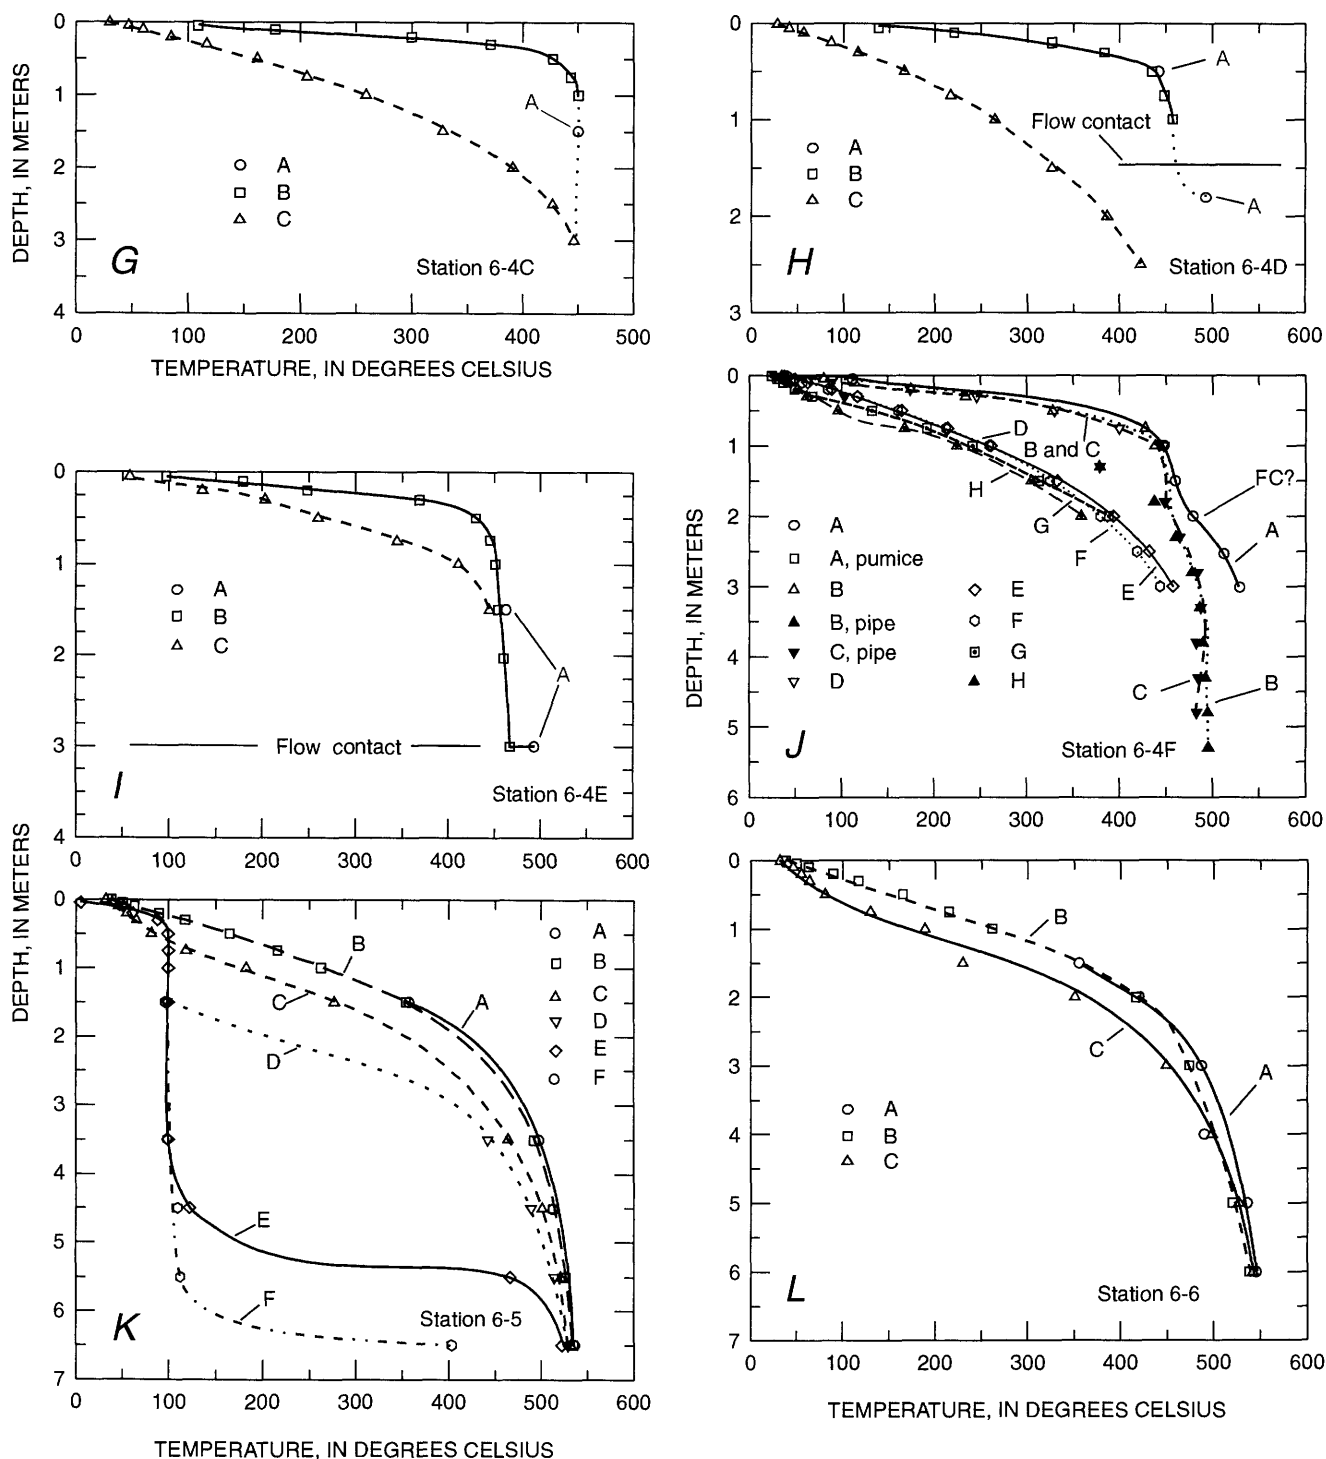 0
1
2
3
4
DEPTH, IN METERS
A
A
B
C
G
Station 6-4C
0 100 200 300 400 500
TEMPERATURE, IN DEGREES CELSIUS
0
1
2
3
A
Flow contact
A
B
C
A
H
Station 6-4D
0 100 200 300 400 500 600
0
1
2
3
4
A
B
C
A
Flow contact
I
Station 6-4E
0 100 200 300 400 500 600
0
1
2
3
4
5
6
DEPTH, IN METERS
D
B and C
H
G
F
E
FC?
A
C
B
A
A, pumice
B
B, pipe
C, pipe
D
E
F
G
H
J
Station 6-4F
0 100 200 300 400 500 600
0
1
2
3
4
5
6
7
DEPTH, IN METERS
B
C
A
D
E
F
A
B
C
D
E
F
K
Station 6-5
0 100 200 300 400 500 600
TEMPERATURE, IN DEGREES CELSIUS
0
1
2
3
4
5
6
7
B
C
A
A
B
C
L
Station 6-6
0 100 200 300 400 500 600
TEMPERATURE, IN DEGREES CELSIUS